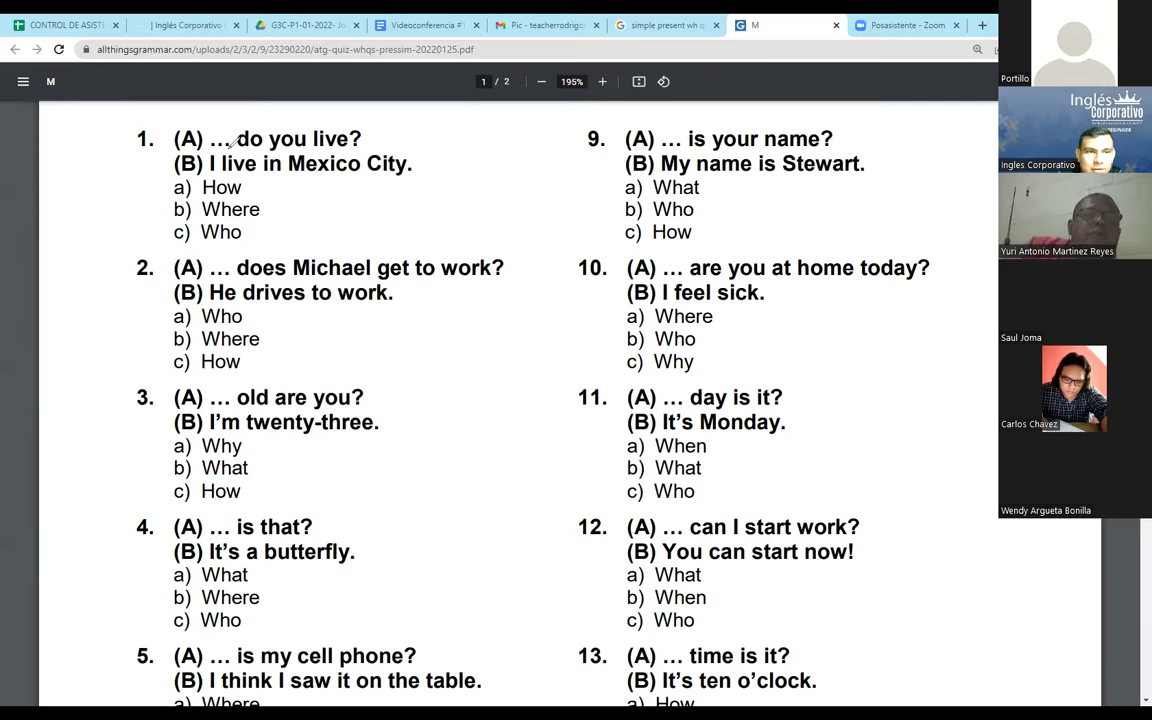 CONTROL DE ASIST
Inglés Corporativo
G3C-P1-01-2022- Jo
Videoconferencia #1
Pic - teacherrodrigo
simple present wh q
M
Posasistente - Zoom
allthingsgrammar.com/uploads/2/3/2/9/23290220/atg-quiz-whqs-pressim-20220125.pdf
M
1 / 2
195%
1. (A) … do you live?
(B) I live in Mexico City.
a) How
b) Where
c) Who
2. (A) … does Michael get to work?
(B) He drives to work.
a) Who
b) Where
c) How
3. (A) … old are you?
(B) I'm twenty-three.
a) Why
b) What
c) How
4. (A) … is that?
(B) It's a butterfly.
a) What
b) Where
c) Who
5. (A) … is my cell phone?
(B) I think I saw it on the table.
a) Where
9. (A) … is your name?
(B) My name is Stewart.
a) What
b) Who
c) How
10. (A) … are you at home today?
(B) I feel sick.
a) Where
b) Who
c) Why
11. (A) … day is it?
(B) It's Monday.
a) When
b) What
c) Who
12. (A) … can I start work?
(B) You can start now!
a) What
b) When
c) Who
13. (A) … time is it?
(B) It's ten o'clock.
a) How
Portillo
Inglés
Corporativo
BEGINNER
Ingles Corporativo
Yuri Antonio Martinez Reyes
Saul Joma
Carlos Chavez
Wendy Argueta Bonilla